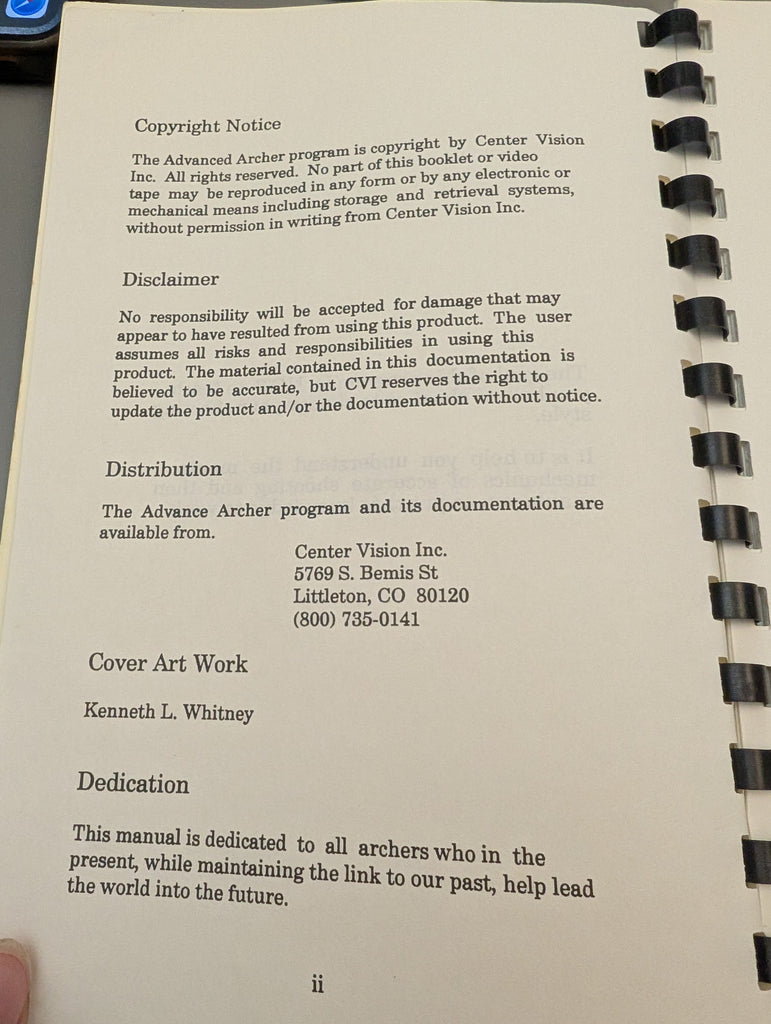 Copyright Notice
The Advanced Archer program is copyright by Center Vision
Inc. All rights reserved. No part of this booklet or video
tape may be reproduced in any form or by any electronic or
mechanical means including storage and retrieval systems,
without permission in writing from Center Vision Inc.
Disclaimer
No responsibility will be accepted for damage that may
appear to have resulted from using this product. The user
assumes all risks and responsibilities in using this
product. The material contained in this documentation is
believed to be accurate, but CVI reserves the right to
update the product and/or the documentation without notice.
Distribution
The Advance Archer program and its documentation are
available from.
Center Vision Inc.
5769 S. Bemis St
Littleton, CO 80120
(800) 735-0141
Cover Art Work
Kenneth L. Whitney
Dedication
This manual is dedicated to all archers who in the
present, while maintaining the link to our past, help lead
the world into the future.
ii